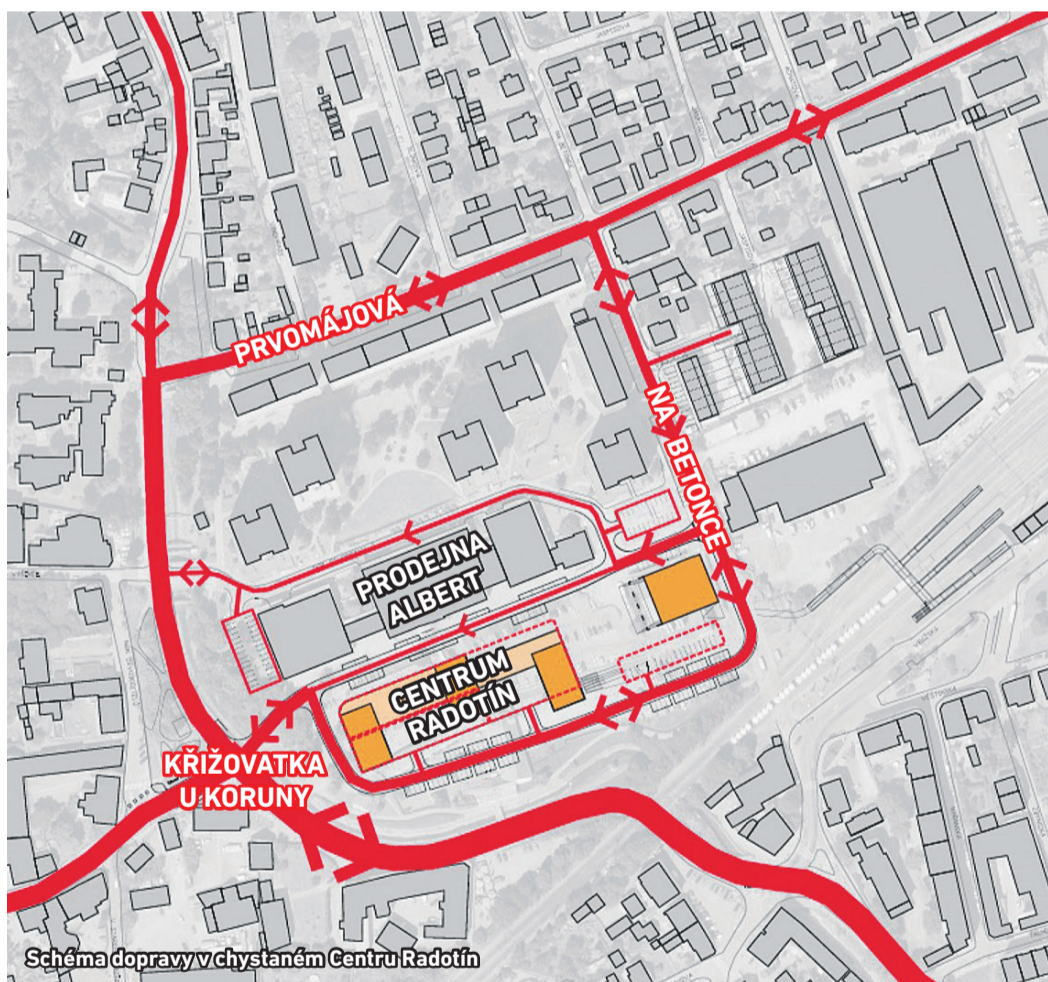 PRVOMÁJOVÁ
NA BETONCE
PRODEJNA
ALBERT
CENTRUM
RADOTÍN
KŘIŽOVATKA
U KORUNY
Schéma dopravy v chystaném Centru Radotín